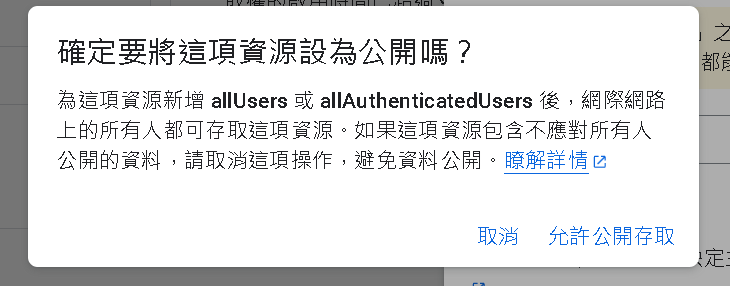 確定要將這項資源設為公開嗎？
為這項資源新增 allUsers 或 allAuthenticatedUsers 後，網際網路
上的所有人都可存取這項資源。如果這項資源包含不應對所有人
公開的資料，請取消這項操作，避免資料公開。瞭解詳情
取消 允許公開存取